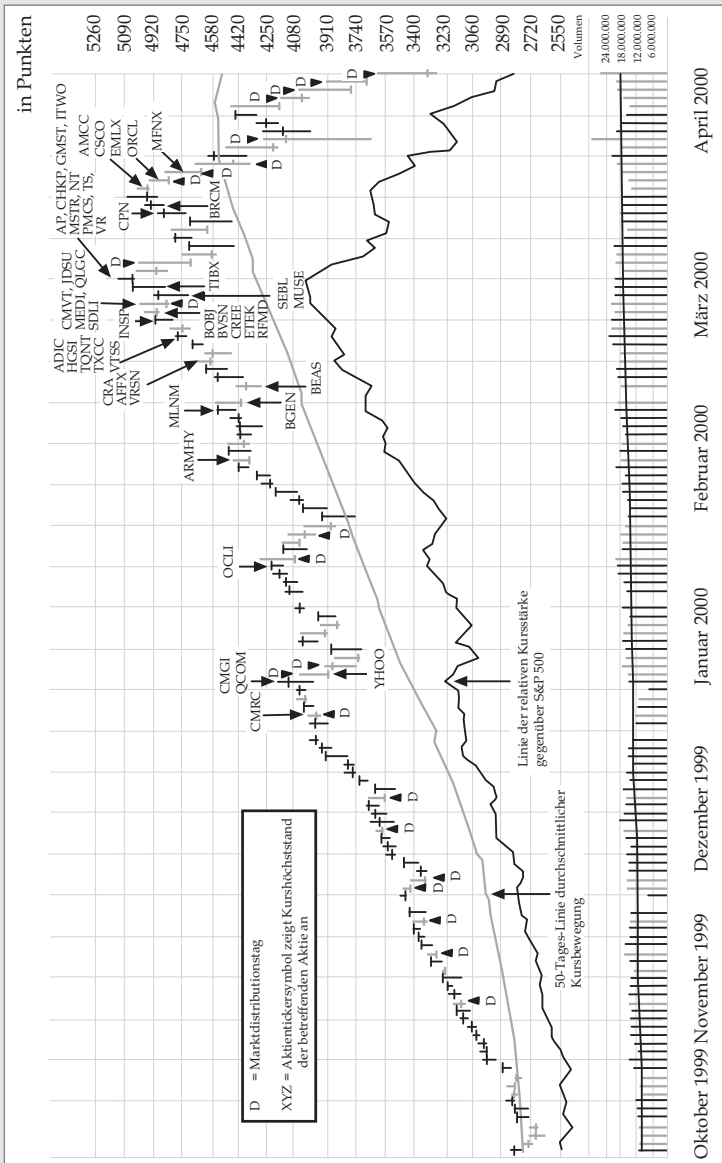 in Punkten
5260
5090
4920
4750
4580
4420
4250
4080
3910
3740
3570
3400
3230
3060
2890
2720
2550
Volumen
24.000.000
18.000.000
12.000.000
6.000.000
Oktober 1999
November 1999
Dezember 1999
Januar 2000
Februar 2000
März 2000
April 2000
D = Marktdistributionstag
XYZ = Aktientickersymbol zeigt Kurshöchststand
der betreffenden Aktie an
50-Tages-Linie durchschnittlicher
Kursbewegung
Linie der relativen Kursstärke
gegenüber S&P 500
D
D
D
D
D
D
D
CMRC
D
CMGI
QCOM
D
D
YHOO
OCLI
D
D
ARMHY
MLNM
BGEN
BEAS
CRA
AFFX
VRSN
ADIC
HGSI
TQNT
TXCC
VTSS
INSP
CMVT, JDSU
MEDI, QLGC
SDLI
BOBJ
BVSN
CREE
ETEK
RFMD
D
SEBL
MUSE
TIBX
AP, CHKP, GMST, ITWO
MSTR, NT
PMCS, TS,
VR
D
CPN
BRCM
AMCC
CSCO
EMLX
ORCL
MFNX
D
D
D
D
D
D
D
D